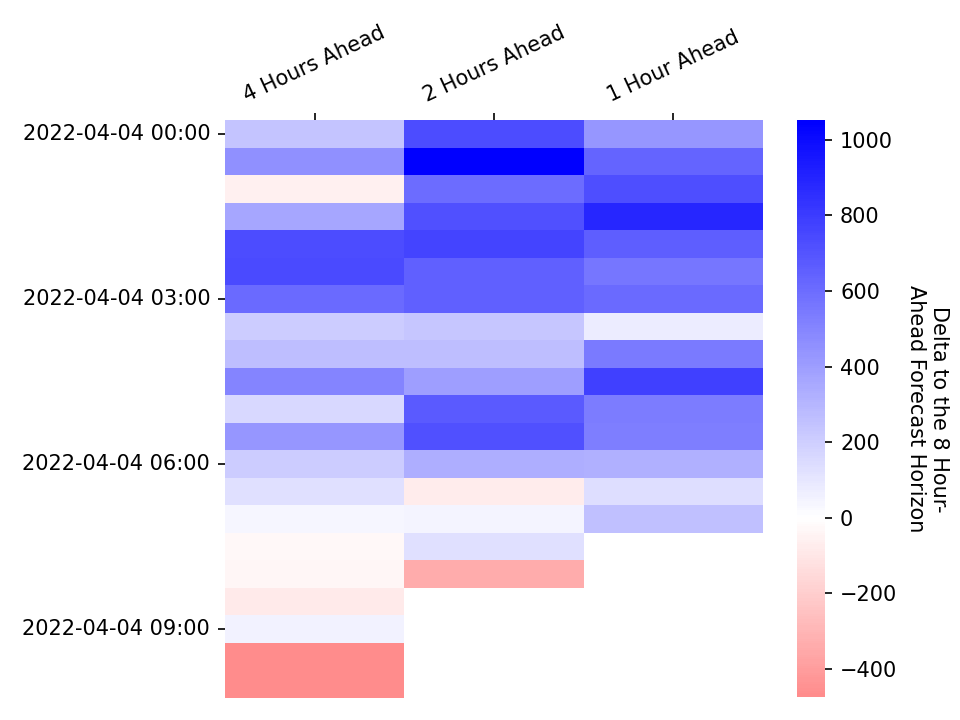 4 Hours Ahead
2 Hours Ahead
1 Hour Ahead
2022-04-04 00:00
2022-04-04 03:00
2022-04-04 06:00
2022-04-04 09:00
1000
800
600
400
200
0
−200
−400
Delta to the 8 Hour-
Ahead Forecast Horizon